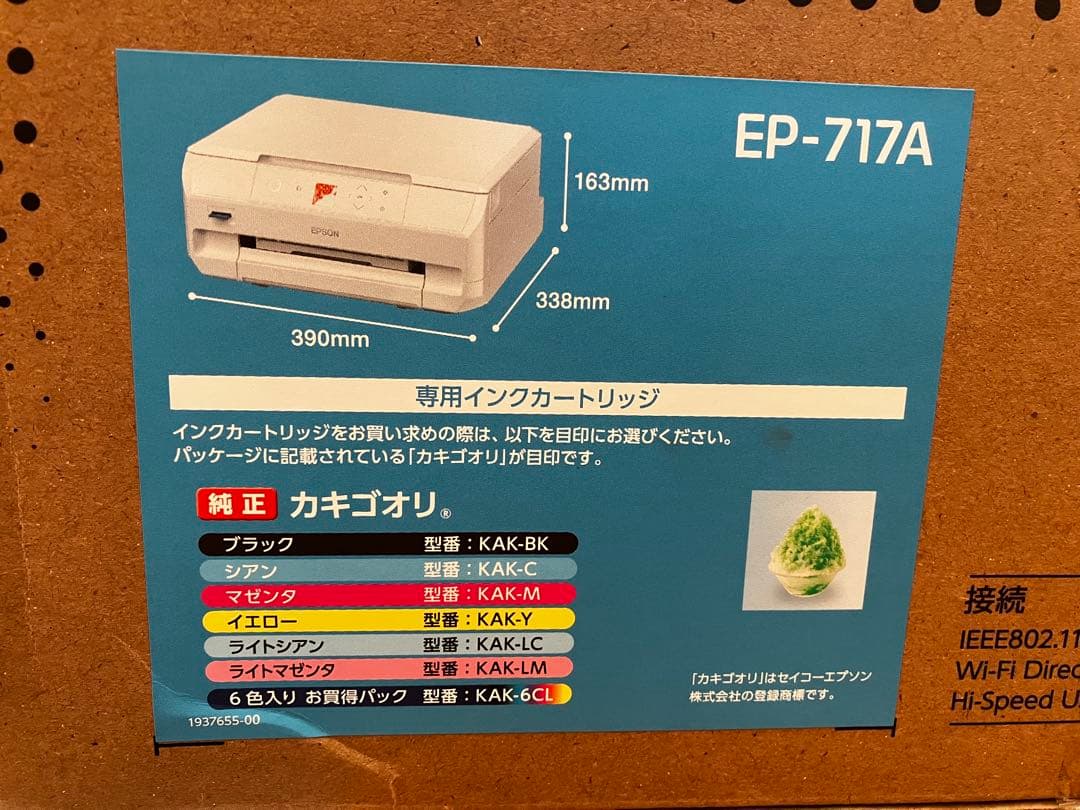 EP-717A
163mm
338mm
390mm
EPSON
専用インクカートリッジ
インクカートリッジをお買い求めの際は、以下を目印にお選びください。
パッケージに記載されている「カキゴオリ」が目印です。
純正 カキゴオリ®
ブラック 型番：KAK-BK
シアン 型番：KAK-C
マゼンタ 型番：KAK-M
イエロー 型番：KAK-Y
ライトシアン 型番：KAK-LC
ライトマゼンタ 型番：KAK-LM
6色入り お買得パック 型番：KAK-6CL
1937655-00
「カキゴオリ」はセイコーエプソン
株式会社の登録商標です。
接続
IEEE802.11
Wi-Fi Direc
Hi-Speed U